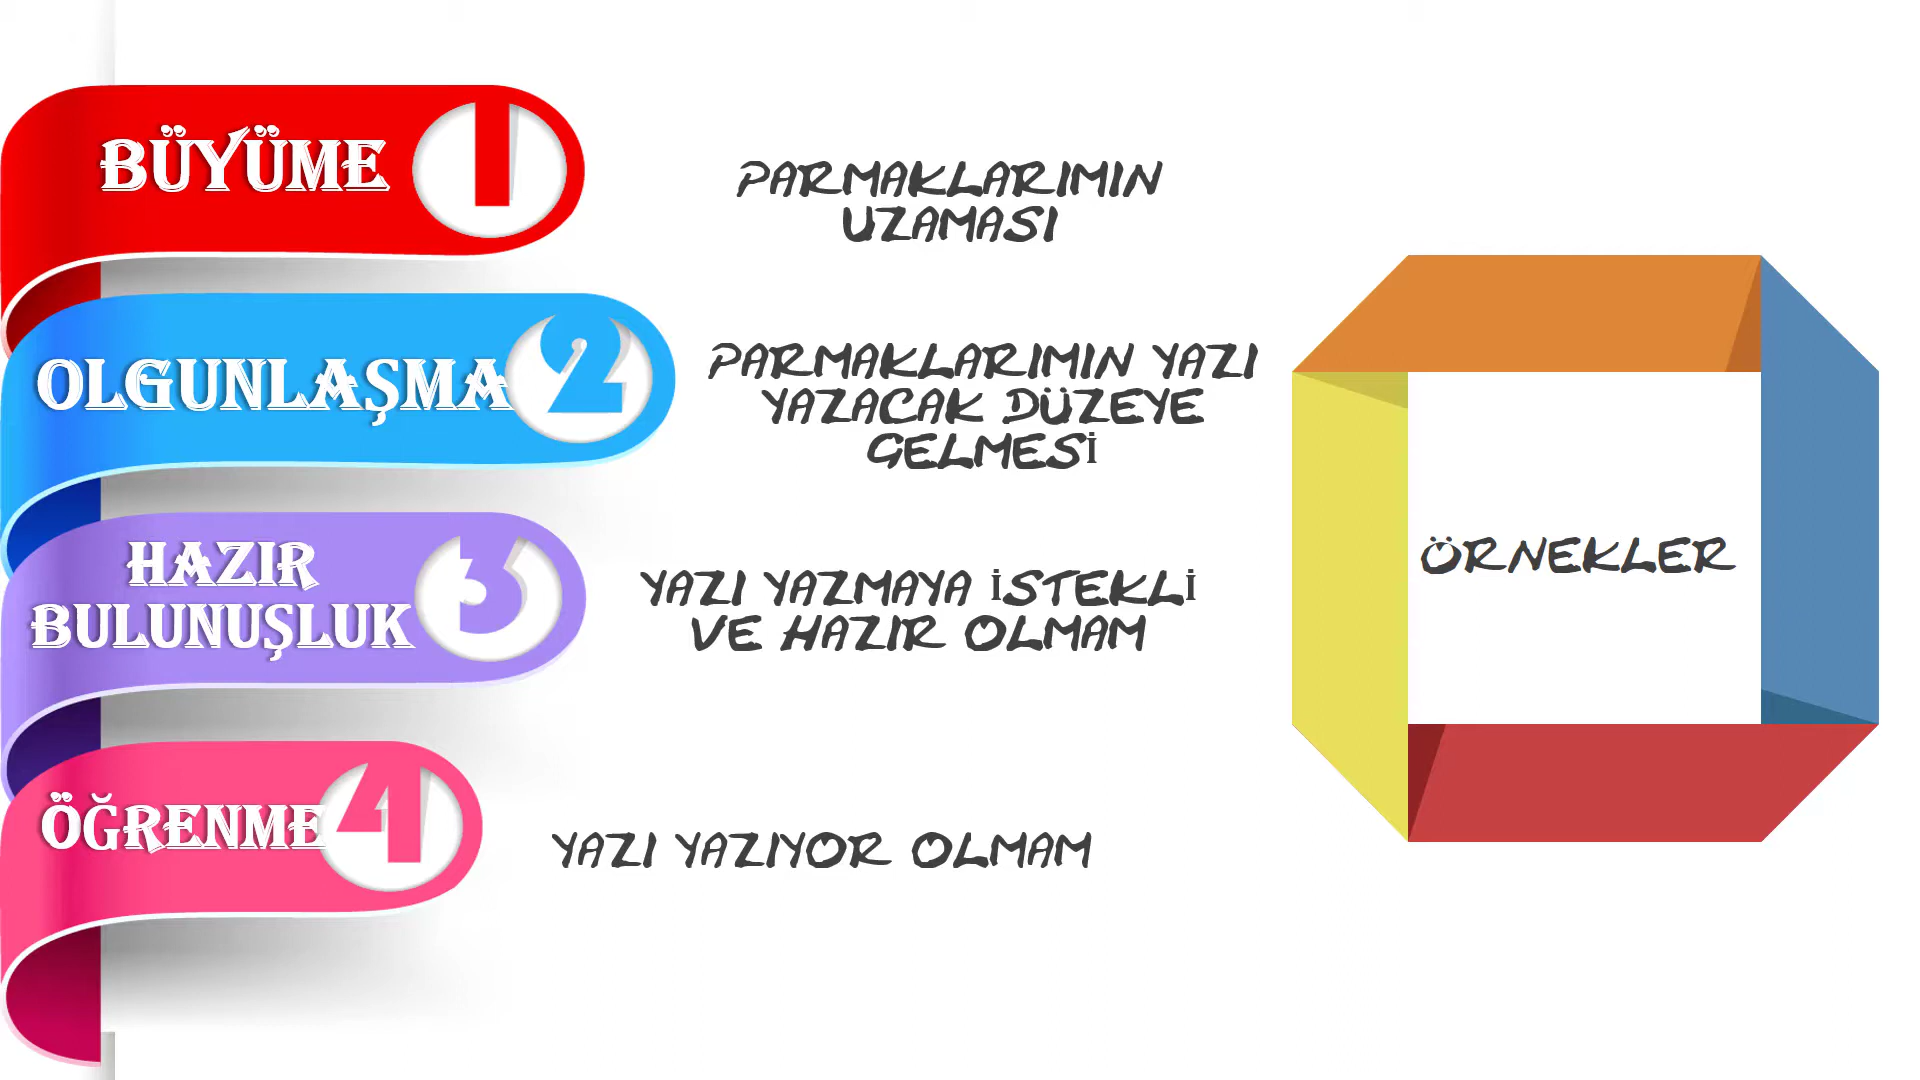 BÜYÜME 1
PARMAKLARIMIN
UZAMASI
OLGUNLAŞMA 2
PARMAKLARIMIN YAZI
YAZACAK DÜZEYE
GELMESİ
HAZIR
BULUNUŞLUK 3
YAZI YAZMAYA İSTEKLİ
VE HAZIR OLMAM
ÖĞRENME 4
YAZI YAZIYOR OLMAM
ÖRNEKLER